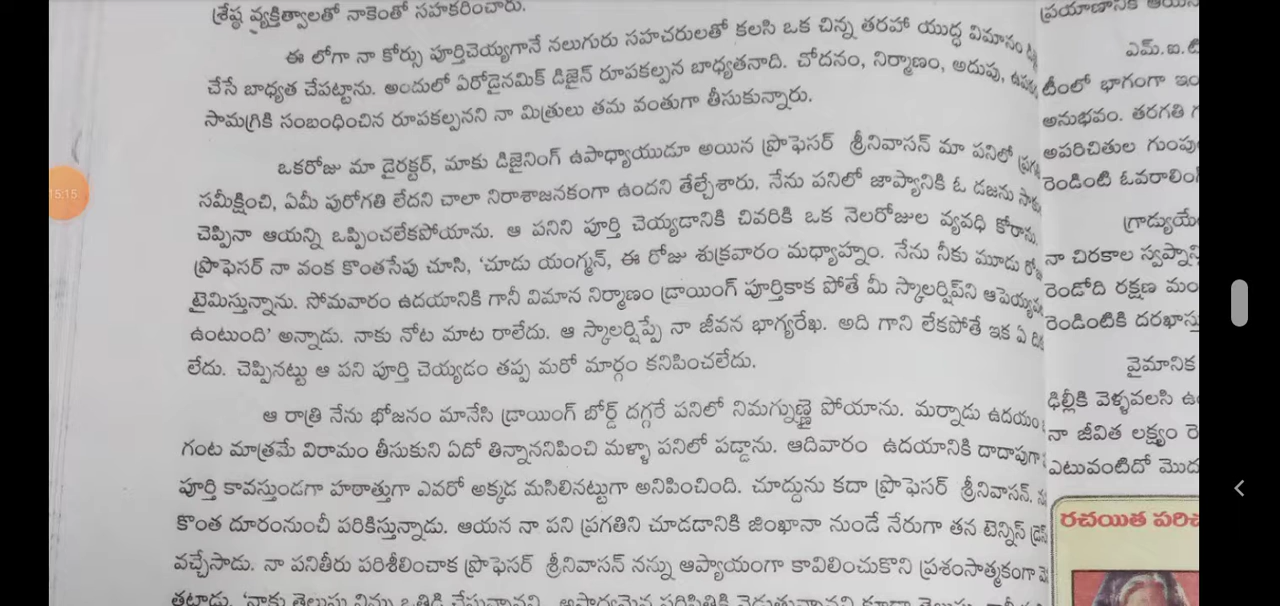 శ్రేష్ఠ వ్యక్తిత్వాలతో నాకెంతో సహకరించారు.
ఈ లోగా నా కోర్సు పూర్తిచెయ్యగానే నలుగురు సహచరులతో కలసి ఒక చిన్న తరహా యుద్ధ విమానం
చేసే బాధ్యత చేపట్టాను. అందులో ఏరోడైనమిక్ డిజైన్ రూపకల్పన బాధ్యతనాది. చోదనం, నిర్మాణం, అదుపు,
సామగ్రికి సంబంధించిన రూపకల్పనని నా మిత్రులు తమ వంతుగా తీసుకున్నారు.
ఒకరోజు మా డైరక్టర్, మాకు డిజైనింగ్ ఉపాధ్యాయుడూ అయిన ప్రొఫెసర్ శ్రీనివాసన్ మా పనిలో
సమీక్షించి, ఏమీ పురోగతి లేదని చాలా నిరాశాజనకంగా ఉందని తేల్చేశారు. నేను పనిలో జాప్యానికి ఓ డజను
చెప్పినా ఆయన్ని ఒప్పించలేకపోయాను. ఆ పనిని పూర్తి చెయ్యడానికి చివరికి ఒక నెలరోజుల వ్యవధి కోరాను.
ప్రొఫెసర్ నా వంక కొంతసేపు చూసి, 'చూడు యంగ్మన్, ఈ రోజు శుక్రవారం మధ్యాహ్నం. నేను నీకు మూడు
టైమిస్తున్నాను. సోమవారం ఉదయానికి గానీ విమాన నిర్మాణం డ్రాయింగ్ పూర్తికాక పోతే మీ స్కాలర్షిప్‌ని
ఉంటుంది' అన్నాడు. నాకు నోట మాట రాలేదు. ఆ స్కాలర్షిప్పే నా జీవన భాగ్యరేఖ. అది గాని లేకపోతే ఇక ఏ
లేదు. చెప్పినట్టు ఆ పని పూర్తి చెయ్యడం తప్ప మరో మార్గం కనిపించలేదు.
ఆ రాత్రి నేను భోజనం మానేసి డ్రాయింగ్ బోర్డ్ దగ్గరే పనిలో నిమగ్నుణ్ణై పోయాను. మర్నాడు ఉదయం
గంట మాత్రమే విరామం తీసుకుని ఏదో తిన్నాననిపించి మళ్ళా పనిలో పడ్డాను. ఆదివారం ఉదయానికి దాదాపుగా
పూర్తి కావస్తుండగా హఠాత్తుగా ఎవరో అక్కడ మసిలినట్టుగా అనిపించింది. చూద్దును కదా ప్రొఫెసర్ శ్రీనివాసన్.
కొంత దూరంనుంచీ పరికిస్తున్నాడు. ఆయన నా పని ప్రగతిని చూడడానికి జింఖానా నుండే నేరుగా తన టెన్నిస్
వచ్చేసాడు. నా పనితీరు పరిశీలించాక ప్రొఫెసర్ శ్రీనివాసన్ నన్ను ఆప్యాయంగా కావిలించుకొని ప్రశంసాత్మకంగా
ఎమ్.ఐ.టి
టీంలో భాగంగా
అనుభవం. తరగతి
అపరిచితుల గుంపు
రెండింటి
నా చిరకాల
రెండోది రక్షణ
రెండింటికి
వైమానిక
ఢిల్లీకి వెళ్ళవలసి
నా జీవిత లక్ష్యం
ఎటువంటిదో
రచయిత
15:15